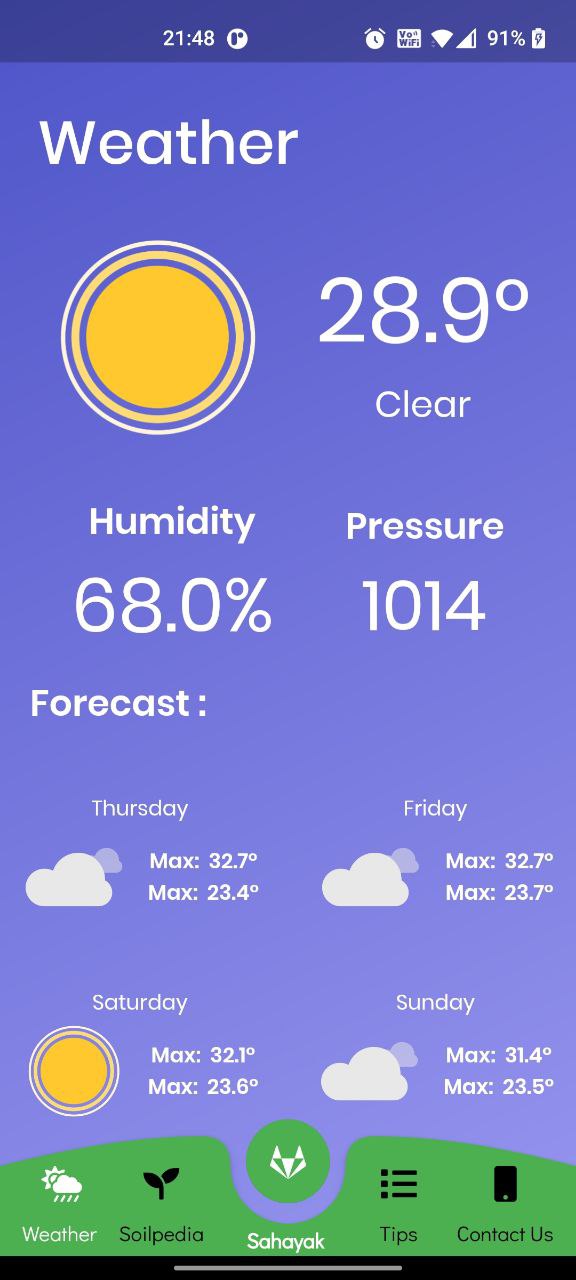 21:48
Vo))
WiFi
91%
Weather
28.9°
Clear
Humidity
Pressure
68.0%
1014
Forecast :
Thursday
Max: 32.7°
Max: 23.4°
Friday
Max: 32.7°
Max: 23.7°
Saturday
Max: 32.1°
Max: 23.6°
Sunday
Max: 31.4°
Max: 23.5°
Weather
Soilpedia
Sahayak
Tips
Contact Us